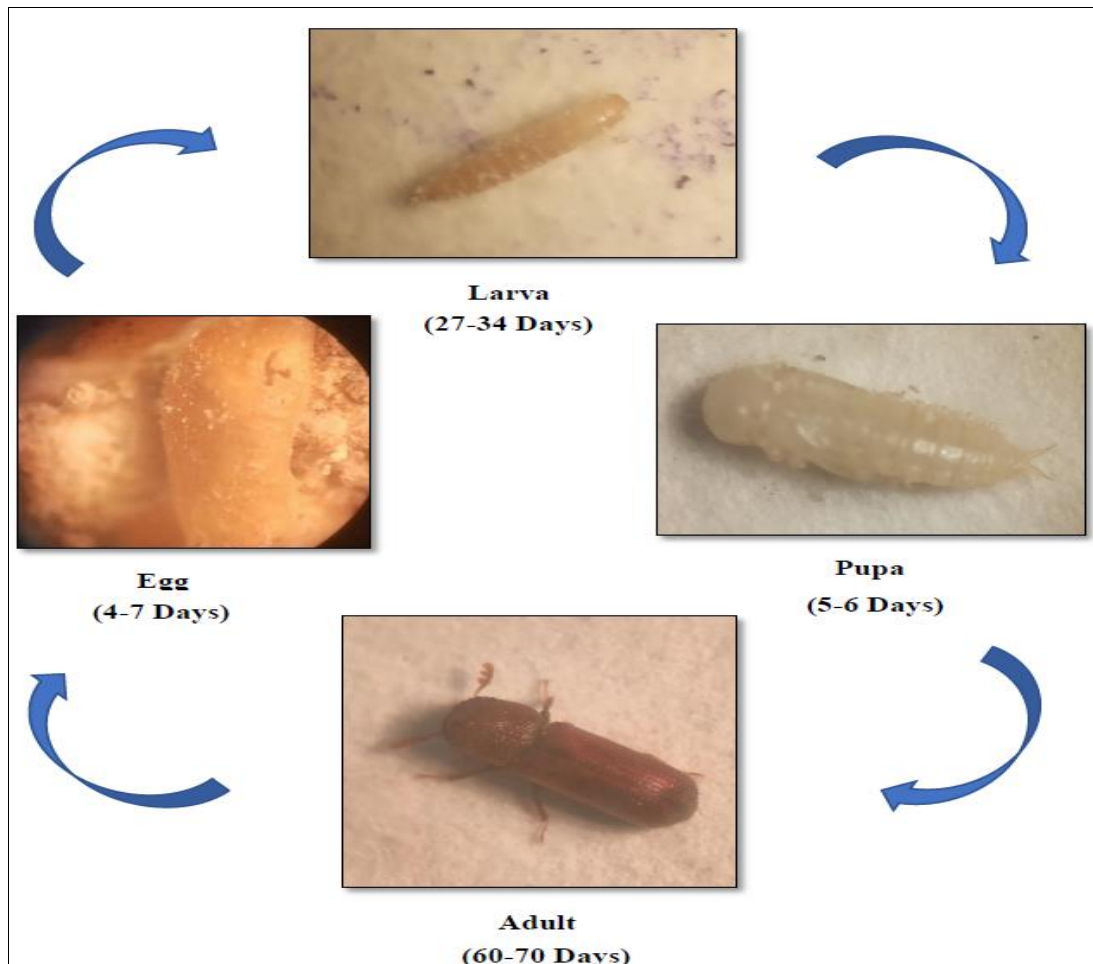 Larva
(27-34 Days)
Egg
(4-7 Days)
Pupa
(5-6 Days)
Adult
(60-70 Days)